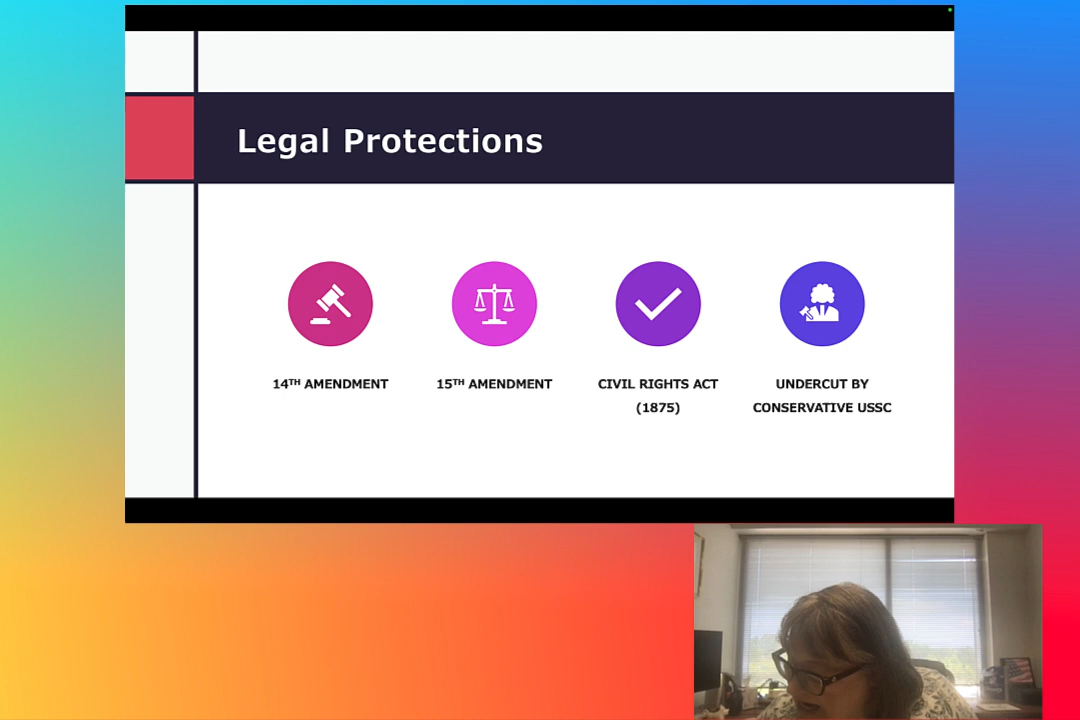 Legal Protections
14TH AMENDMENT
15TH AMENDMENT
CIVIL RIGHTS ACT
(1875)
UNDERCUT BY
CONSERVATIVE USSC